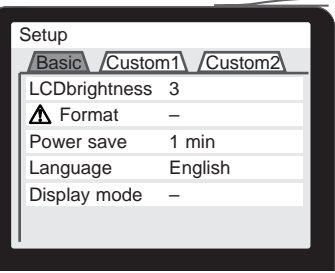 Setup
Basic Custom1 Custom2
LCDbrightness 3
Format –
Power save 1 min
Language English
Display mode –